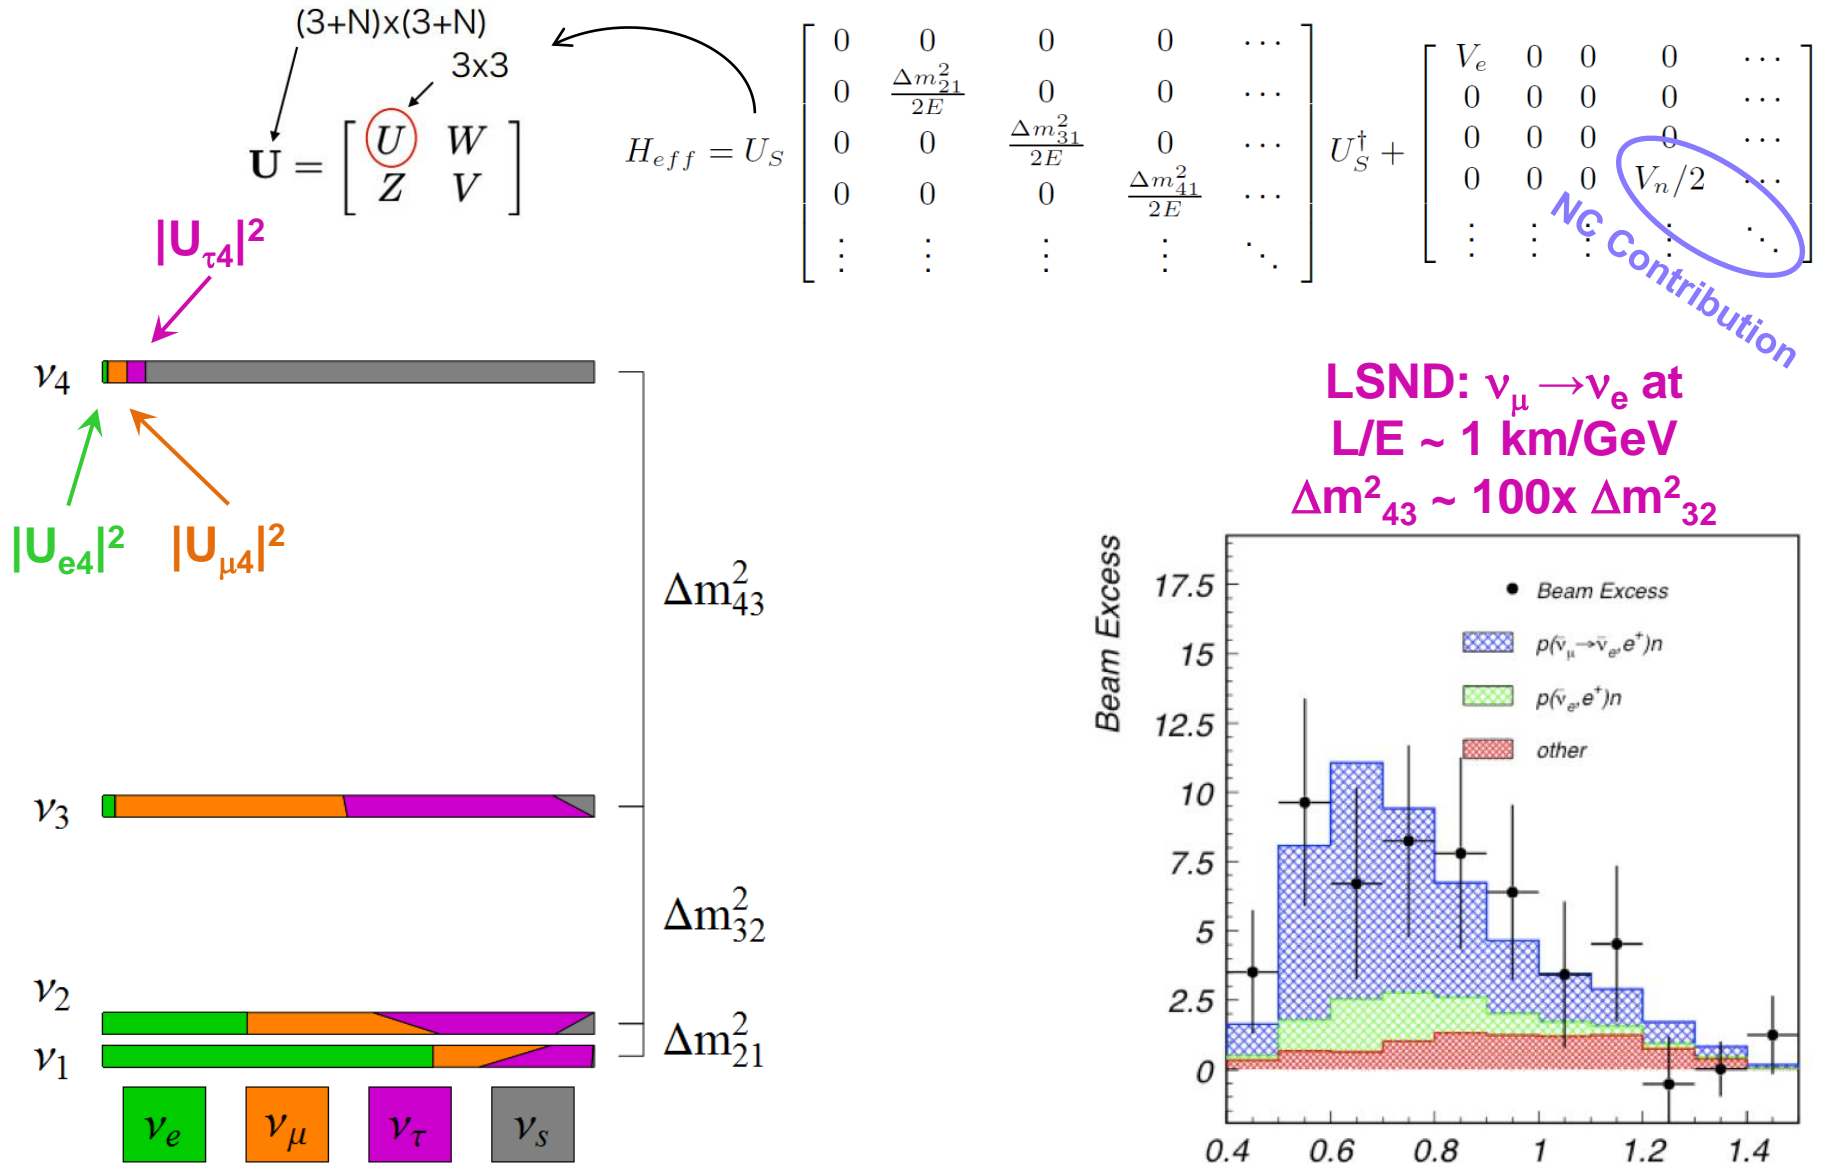 (3+N)x(3+N)
3x3
U = [ U W
Z V ]
H_eff = U_S [ 0 0 0 0 ⋯
0 Δm²₂₁/2E 0 0 ⋯
0 0 Δm²₃₁/2E 0 ⋯
0 0 0 Δm²₄₁/2E ⋯
⋮ ⋮ ⋮ ⋮ ⋱ ] U_S† + [ V_e 0 0 0 ⋯
0 0 0 0 ⋯
0 0 0 0 ⋯
0 0 0 V_n/2 ⋯
⋮ ⋮ ⋮ ⋮ ⋱ ]
NC Contribution
|U_τ4|²
ν₄
|U_e4|²
|U_μ4|²
Δm²₄₃
ν₃
Δm²₃₂
ν₂
ν₁
Δm²₂₁
ν_e
ν_μ
ν_τ
ν_s
LSND: ν_μ→ν_e at
L/E ~ 1 km/GeV
Δm²₄₃ ~ 100x Δm²₃₂
Beam Excess
17.5
15
12.5
10
7.5
5
2.5
0
Beam Excess
p(ν̄_μ→ν̄_e,e⁺)n
p(ν̄_e,e⁺)n
other
0.4 0.6 0.8 1 1.2 1.4